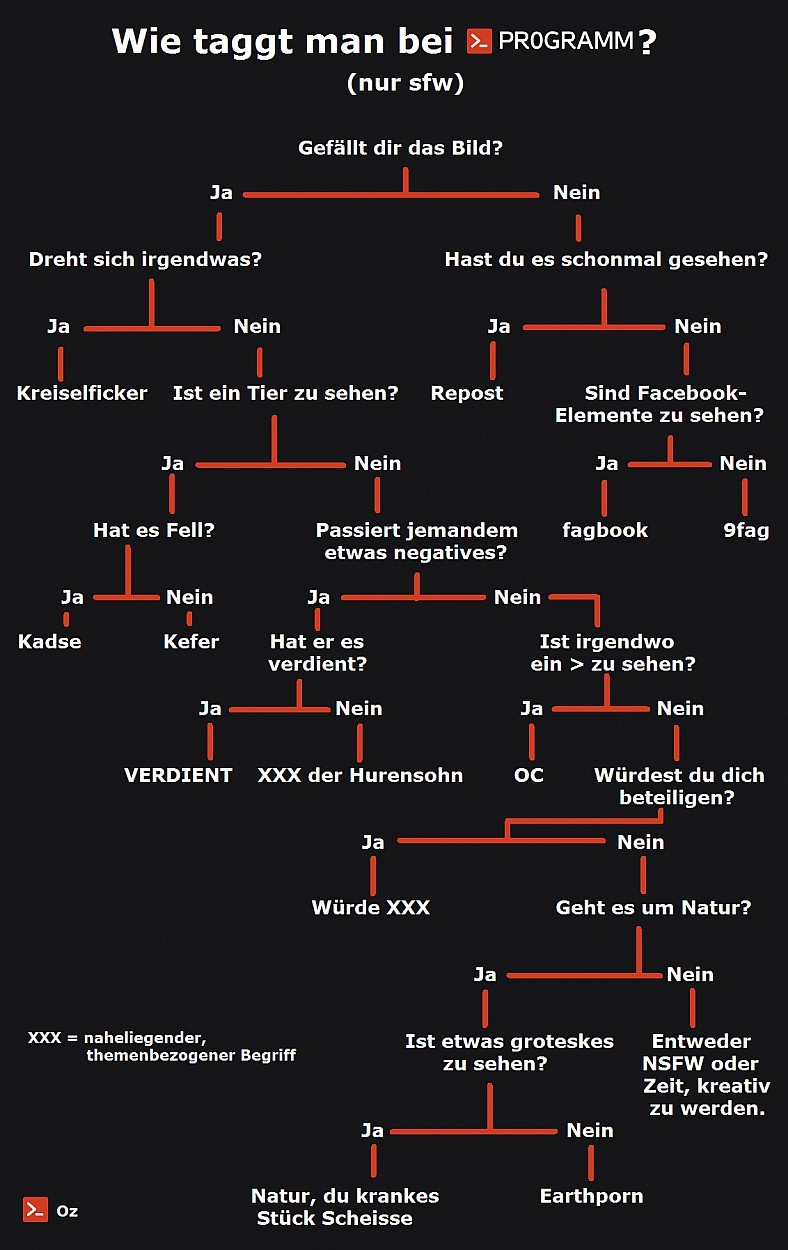 Wie taggt man bei >_ PR0GRAMM?
(nur sfw)
Gefällt dir das Bild?
Ja
Nein
Dreht sich irgendwas?
Hast du es schonmal gesehen?
Ja
Nein
Ja
Nein
Kreiselficker
Ist ein Tier zu sehen?
Repost
Sind Facebook-
Elemente zu sehen?
Ja
Nein
Ja
Nein
Hat es Fell?
Passiert jemandem
etwas negatives?
fagbook
9fag
Ja
Nein
Ja
Nein
Kadse
Kefer
Hat er es
verdient?
Ist irgendwo
ein > zu sehen?
Ja
Nein
Ja
Nein
VERDIENT
XXX der Hurensohn
OC
Würdest du dich
beteiligen?
Ja
Nein
Würde XXX
Geht es um Natur?
Ja
Nein
XXX = naheliegender,
themenbezogener Begriff
Ist etwas groteskes
zu sehen?
Entweder
NSFW oder
Zeit, kreativ
zu werden.
Ja
Nein
Natur, du krankes
Stück Scheisse
Earthporn
>_ Oz